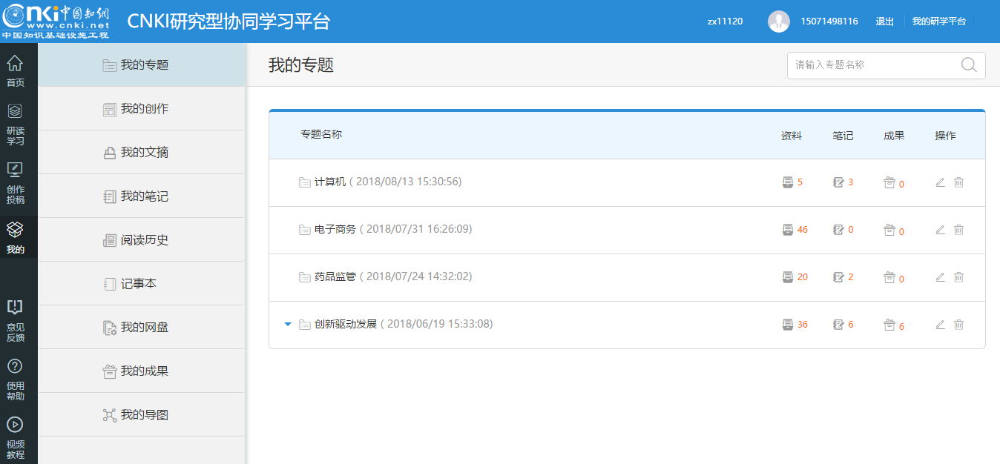 cnki中国知网
www.cnki.net
中国知识基础设施工程
CNKI研究型协同学习平台
zx11120
15071498116
退出
我的研学平台
首页
研读
学习
创作
投稿
我的
意见
反馈
使用
帮助
视频
教程
我的专题
我的创作
我的文摘
我的笔记
阅读历史
记事本
我的网盘
我的成果
我的导图
我的专题
请输入专题名称
专题名称 资料 笔记 成果 操作
计算机 ( 2018/08/13 15:30:56) 5 3 0
电子商务 ( 2018/07/31 16:26:09) 46 0 0
药品监管 ( 2018/07/24 14:32:02) 20 2 0
创新驱动发展 ( 2018/06/19 15:33:08) 36 6 6